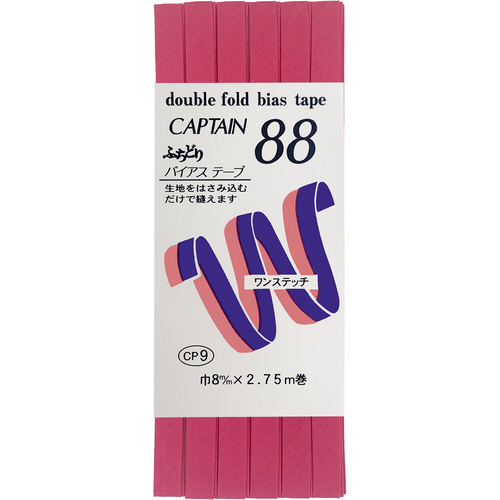 double fold bias tape
CAPTAIN 88
ふちどり
バイアス テープ
生地をはさみ込む
だけで縫えます
ワンステッチ
CP9
巾8m/m×2.75m巻